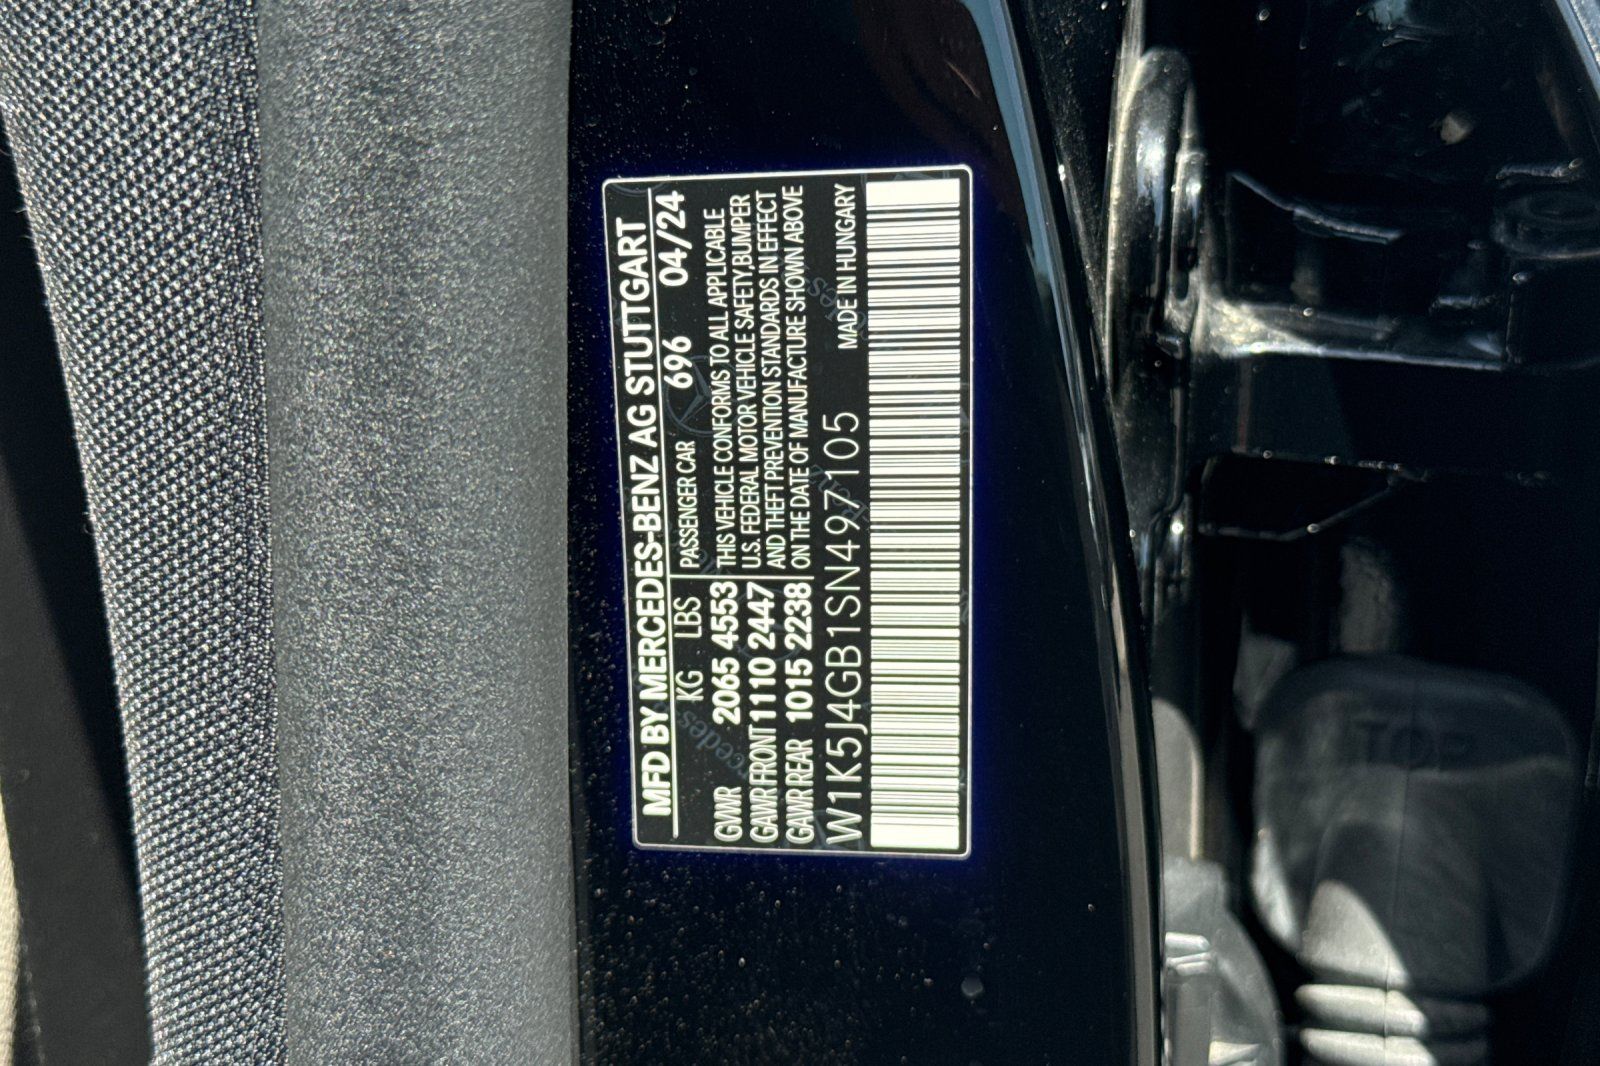 MFD BY MERCEDES-BENZ AG STUTTGART
KG LBS PASSENGER CAR 696 04/24
GVWR 2065 4553 THIS VEHICLE CONFORMS TO ALL APPLICABLE
GAWR FRONT 1110 2447 U.S. FEDERAL MOTOR VEHICLE SAFETY, BUMPER
GAWR REAR 1015 2238 AND THEFT PREVENTION STANDARDS IN EFFECT
ON THE DATE OF MANUFACTURE SHOWN ABOVE
W1K5J4GB1SN497105 MADE IN HUNGARY
TOP